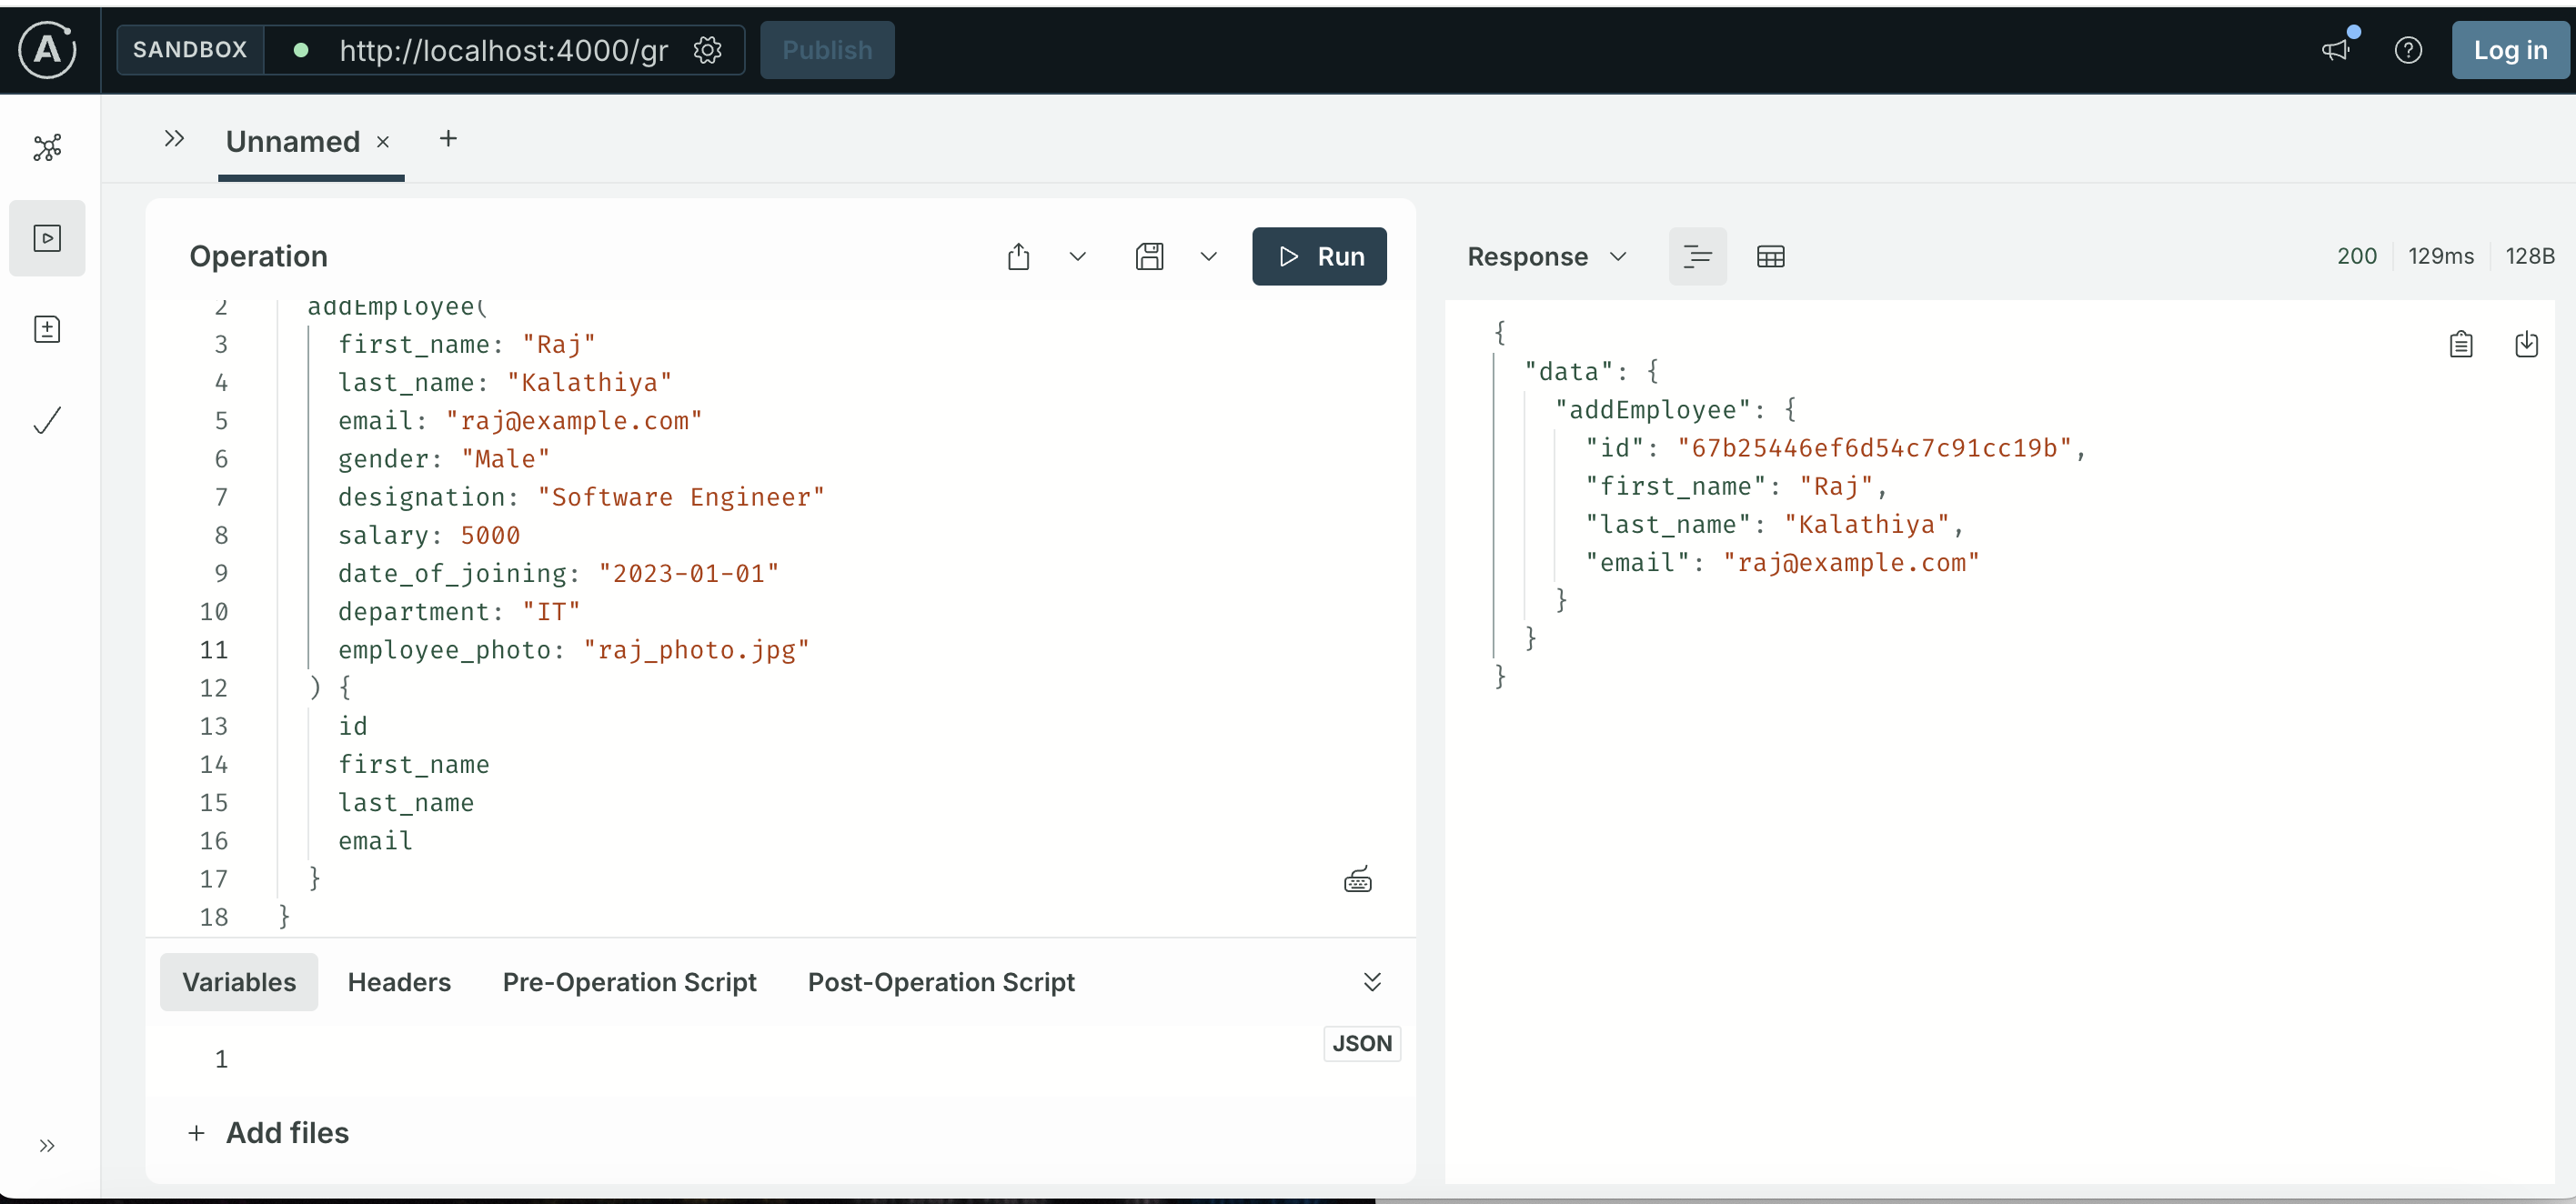 SANDBOX http://localhost:4000/gr Publish Log in
Unnamed
Operation Run
2 addEmployee(
3 first_name: "Raj"
4 last_name: "Kalathiya"
5 email: "raj@example.com"
6 gender: "Male"
7 designation: "Software Engineer"
8 salary: 5000
9 date_of_joining: "2023-01-01"
10 department: "IT"
11 employee_photo: "raj_photo.jpg"
12 ) {
13 id
14 first_name
15 last_name
16 email
17 }
18 }
Variables Headers Pre-Operation Script Post-Operation Script
JSON
1
+ Add files
Response 200 129ms 128B
{
"data": {
"addEmployee": {
"id": "67b25446ef6d54c7c91cc19b",
"first_name": "Raj",
"last_name": "Kalathiya",
"email": "raj@example.com"
}
}
}